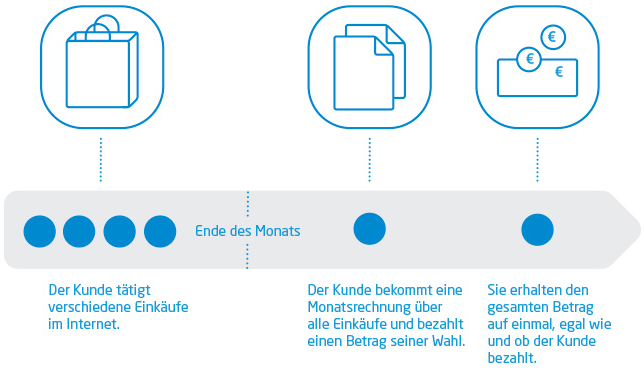 €
€
€
Ende des Monats
Der Kunde tätigt
verschiedene Einkäufe
im Internet.
Der Kunde bekommt eine
Monatsrechnung über
alle Einkäufe und bezahlt
einen Betrag seiner Wahl.
Sie erhalten den
gesamten Betrag
auf einmal, egal wie
und ob der Kunde
bezahlt.